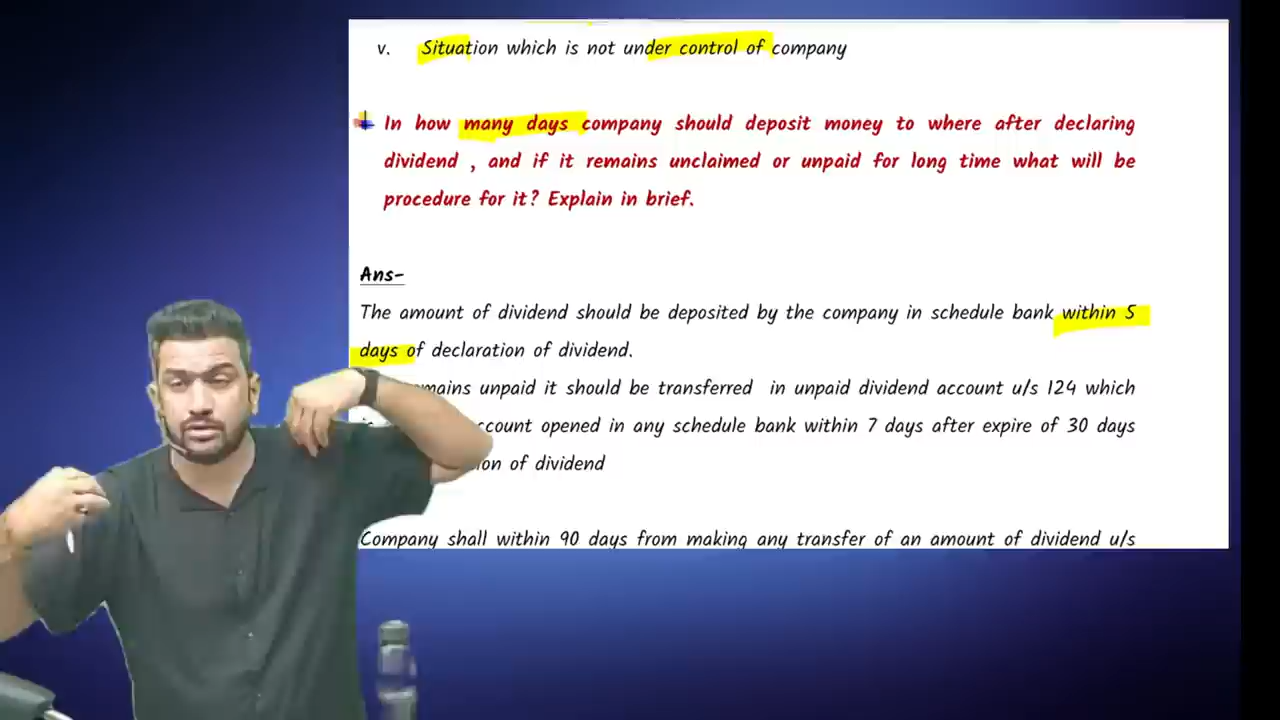 v. Situation which is not under control of company
In how many days company should deposit money to where after declaring
dividend , and if it remains unclaimed or unpaid for long time what will be
procedure for it? Explain in brief.
Ans-
The amount of dividend should be deposited by the company in schedule bank within 5
days of declaration of dividend.
unpaid it should be transferred in unpaid dividend account u/s 124 which
opened in any schedule bank within 7 days after expire of 30 days
of dividend
Company shall within 90 days from making any transfer of an amount of dividend u/s